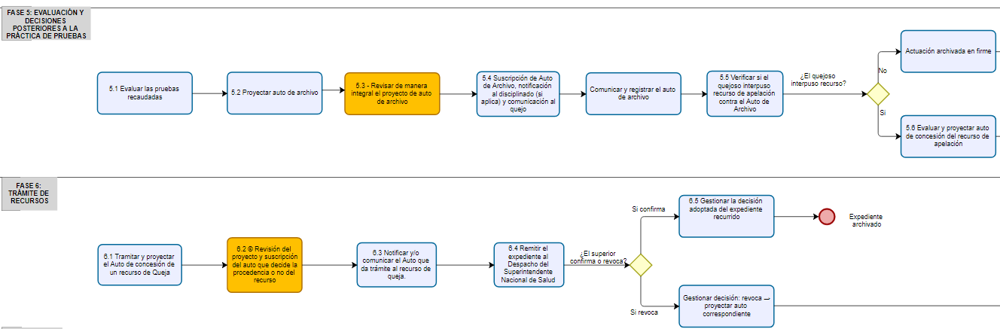 FASE 5: EVALUACIÓN Y
DECISIONES
POSTERIORES A LA
PRÁCTICA DE PRUEBAS
5.1 Evaluar las pruebas
recaudadas
5.2 Proyectar auto de archivo
5.3 - Revisar de manera
integral el proyecto de auto
de archivo
5.4 Suscripción de Auto
de Archivo, notificación
al disciplinado (si
aplica) y comunicación al
quejo
Comunicar y registrar el auto
de archivo
5.5 Verificar si el
quejoso interpuso
recurso de apelación
contra el Auto de
Archivo
¿El quejoso
interpuso recurso?
No
Si
Actuación archivada en firme
5.6 Evaluar y proyectar auto
de concesión del recurso de
apelación
FASE 6:
TRÁMITE DE
RECURSOS
6.1 Tramitar y proyectar
el Auto de concesión de
un recurso de Queja
6.2 © Revisión del
proyecto y suscripción
del auto que decide la
procedencia o no del
recurso
6.3 Notificar y/o
comunicar el Auto que
da trámite al recurso de
queja.
6.4 Remitir el
expediente al
Despacho del
Superintendente
Nacional de Salud
¿El superior
confirma o revoca?
Si confirma
Si revoca
6.5 Gestionar la decisión
adoptada del expediente
recurrido
Expediente
archivado
Gestionar decisión: revoca —
proyectar auto
correspondiente